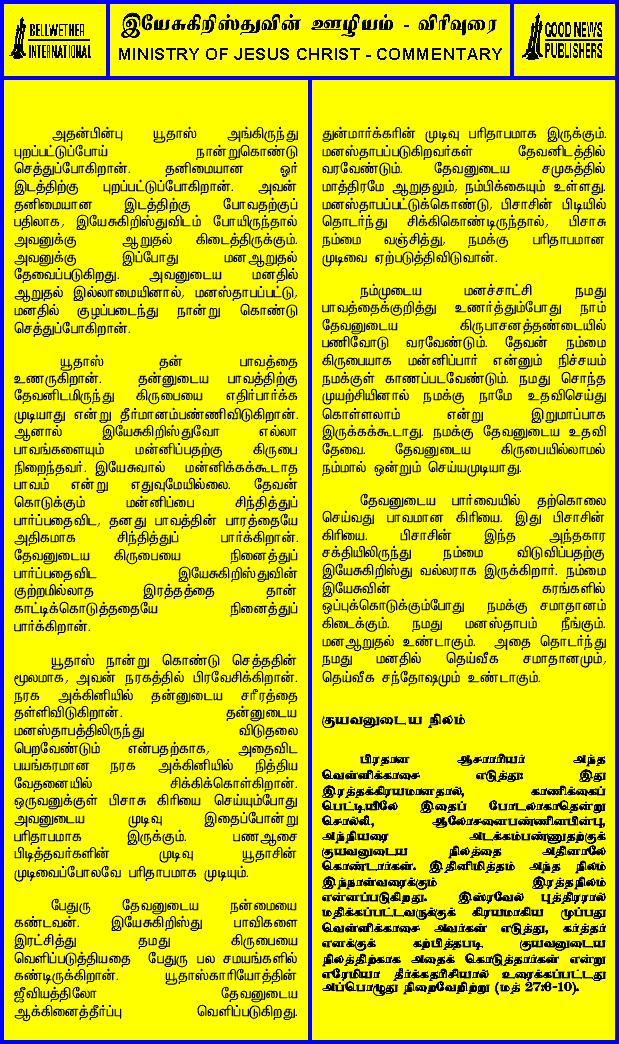 BELLWETHER
INTERNATIONAL
இயேசுகிறிஸ்துவின் ஊழியம் - விரிவுரை
MINISTRY OF JESUS CHRIST - COMMENTARY
GOOD NEWS
PUBLISHERS
அதன்பின்பு யூதாஸ் அங்கிருந்து
புறப்பட்டுப்போய் நான்றுகொண்டு
செத்துப்போகிறான். தனிமையான ஓர்
இடத்திற்கு புறப்பட்டுப்போகிறான். அவன்
தனிமையான இடத்திற்கு போவதற்குப்
பதிலாக, இயேசுகிறிஸ்துவிடம் போயிருந்தால்
அவனுக்கு ஆறுதல் கிடைத்திருக்கும்.
அவனுக்கு இப்போது மனஆறுதல்
தேவைப்படுகிறது. அவனுடைய மனதில்
ஆறுதல் இல்லாமையினால், மனஸ்தாபப்பட்டு,
மனதில் குழப்படைந்து நான்று கொண்டு
செத்துப்போகிறான்.
யூதாஸ் தன் பாவத்தை
உணருகிறான். தன்னுடைய பாவத்திற்கு
தேவனிடமிருந்து கிருபையை எதிர்பார்க்க
முடியாது என்று தீர்மானம்பண்ணிவிடுகிறான்.
ஆனால் இயேசுகிறிஸ்துவோ எல்லா
பாவங்களையும் மன்னிப்பதற்கு கிருபை
நிறைந்தவர். இயேசுவால் மன்னிக்கக்கூடாத
பாவம் என்று எதுவுமேயில்லை. தேவன்
கொடுக்கும் மன்னிப்பை சிந்தித்துப்
பார்ப்பதைவிட, தனது பாவத்தின் பாரத்தையே
அதிகமாக சிந்தித்துப் பார்க்கிறான்.
தேவனுடைய கிருபையை நினைத்துப்
பார்ப்பதைவிட இயேசுகிறிஸ்துவின்
குற்றமில்லாத இரத்தத்தை தான்
காட்டிக்கொடுத்ததையே நினைத்துப்
பார்க்கிறான்.
யூதாஸ் நான்று கொண்டு செத்ததின்
மூலமாக, அவன் நரகத்தில் பிரவேசிக்கிறான்.
நரக அக்கினியில் தன்னுடைய சரீரத்தை
தள்ளிவிடுகிறான். தன்னுடைய
மனஸ்தாபத்திலிருந்து விடுதலை
பெறவேண்டும் என்பதற்காக, அதைவிட
பயங்கரமான நரக அக்கினியில் நித்திய
வேதனையில் சிக்கிக்கொள்கிறான்.
ஒருவனுக்குள் பிசாசு கிரியை செய்யும்போது
அவனுடைய முடிவு இதைப்போன்று
பரிதாபமாக இருக்கும். பணஆசை
பிடித்தவர்களின் முடிவு யூதாசின்
முடிவைப்போலவே பரிதாபமாக முடியும்.
பேதுரு தேவனுடைய நன்மையை
கண்டவன். இயேசுகிறிஸ்து பாவிகளை
இரட்சித்து தமது கிருபையை
வெளிப்படுத்தியதை பேதுரு பல சமயங்களில்
கண்டிருக்கிறான். யூதாஸ்காரியோத்தின்
ஜீவியத்திலோ தேவனுடைய
ஆக்கினைத்தீர்ப்பு வெளிப்படுகிறது.
துன்மார்க்கரின் முடிவு பரிதாபமாக இருக்கும்.
மனஸ்தாபப்படுகிறவர்கள் தேவனிடத்தில்
வரவேண்டும். தேவனுடைய சமுகத்தில்
மாத்திரமே ஆறுதலும், நம்பிக்கையும் உள்ளது.
மனஸ்தாபப்பட்டுக்கொண்டு, பிசாசின் பிடியில்
தொடர்ந்து சிக்கிகொண்டிருந்தால், பிசாசு
நம்மை வஞ்சித்து, நமக்கு பரிதாபமான
முடிவை ஏற்படுத்திவிடுவான்.
நம்முடைய மனச்சாட்சி நமது
பாவத்தைக்குறித்து உணர்த்தும்போது நாம்
தேவனுடைய கிருபாசனத்தண்டையில்
பணிவோடு வரவேண்டும். தேவன் நம்மை
கிருபையாக மன்னிப்பார் என்னும் நிச்சயம்
நமக்குள் காணப்படவேண்டும். நமது சொந்த
முயற்சியினால் நமக்கு நாமே உதவிசெய்து
கொள்ளலாம் என்று இறுமாப்பாக
இருக்கக்கூடாது. நமக்கு தேவனுடைய உதவி
தேவை. தேவனுடைய கிருபையில்லாமல்
நம்மால் ஒன்றும் செய்யமுடியாது.
தேவனுடைய பார்வையில் தற்கொலை
செய்வது பாவமான கிரியை. இது பிசாசின்
கிரியை. பிசாசின் இந்த அந்தகார
சக்தியிலிருந்து நம்மை விடுவிப்பதற்கு
இயேசுகிறிஸ்து வல்லராக இருக்கிறார். நம்மை
இயேசுவின் கரங்களில்
ஒப்புக்கொடுக்கும்போது நமக்கு சமாதானம்
கிடைக்கும். நமது மனஸ்தாபம் நீங்கும்.
மனஆறுதல் உண்டாகும். அதை தொடர்ந்து
நமது மனதில் தெய்வீக சமாதானமும்,
தெய்வீக சந்தோஷமும் உண்டாகும்.
குயவனுடைய நிலம்
பிரதான ஆசாரியர் அந்த
வெள்ளிக்காசை எடுத்து: இது
இரத்தக்கிரயமானதால், காணிக்கைப்
பெட்டியிலே இதைப் போடலாகாதென்று
சொல்லி, ஆலோசனைபண்ணினபின்பு,
அந்நியரை அடக்கம்பண்ணுதற்குக்
குயவனுடைய நிலத்தை அதினாலே
கொண்டார்கள். இதினிமித்தம் அந்த நிலம்
இந்நாள்வரைக்கும் இரத்தநிலம்
என்னப்படுகிறது. இஸ்ரவேல் புத்திரரால்
மதிக்கப்பட்டவருக்குக் கிரயமாகிய முப்பது
வெள்ளிக்காசை அவர்கள் எடுத்து, கர்த்தர்
எனக்குக் கற்பித்தபடி குயவனுடைய
நிலத்திற்காக அதைக் கொடுத்தார்கள் என்று
எரேமியா தீர்க்கதரிசியால் உரைக்கப்பட்டது
அப்பொழுது நிறைவேறிற்று (மத் 27:6-10).